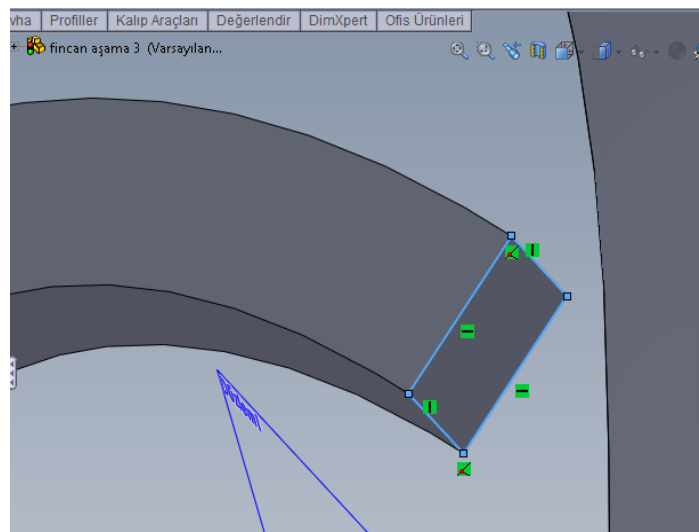 vha Profiller Kalıp Araçları Değerlendir DimXpert Ofis Ürünleri
fincan aşama 3 (Varsayılan...